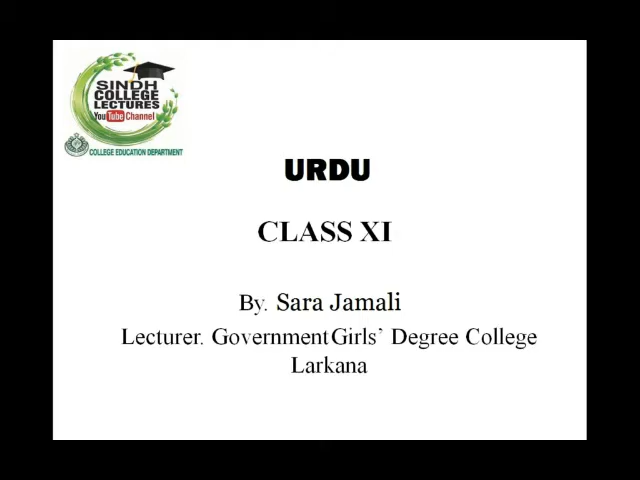 SINDH
COLLEGE
LECTURES
YouTube Channel
COLLEGE EDUCATION DEPARTMENT
URDU
CLASS XI
By. Sara Jamali
Lecturer. Government Girls’ Degree College
Larkana